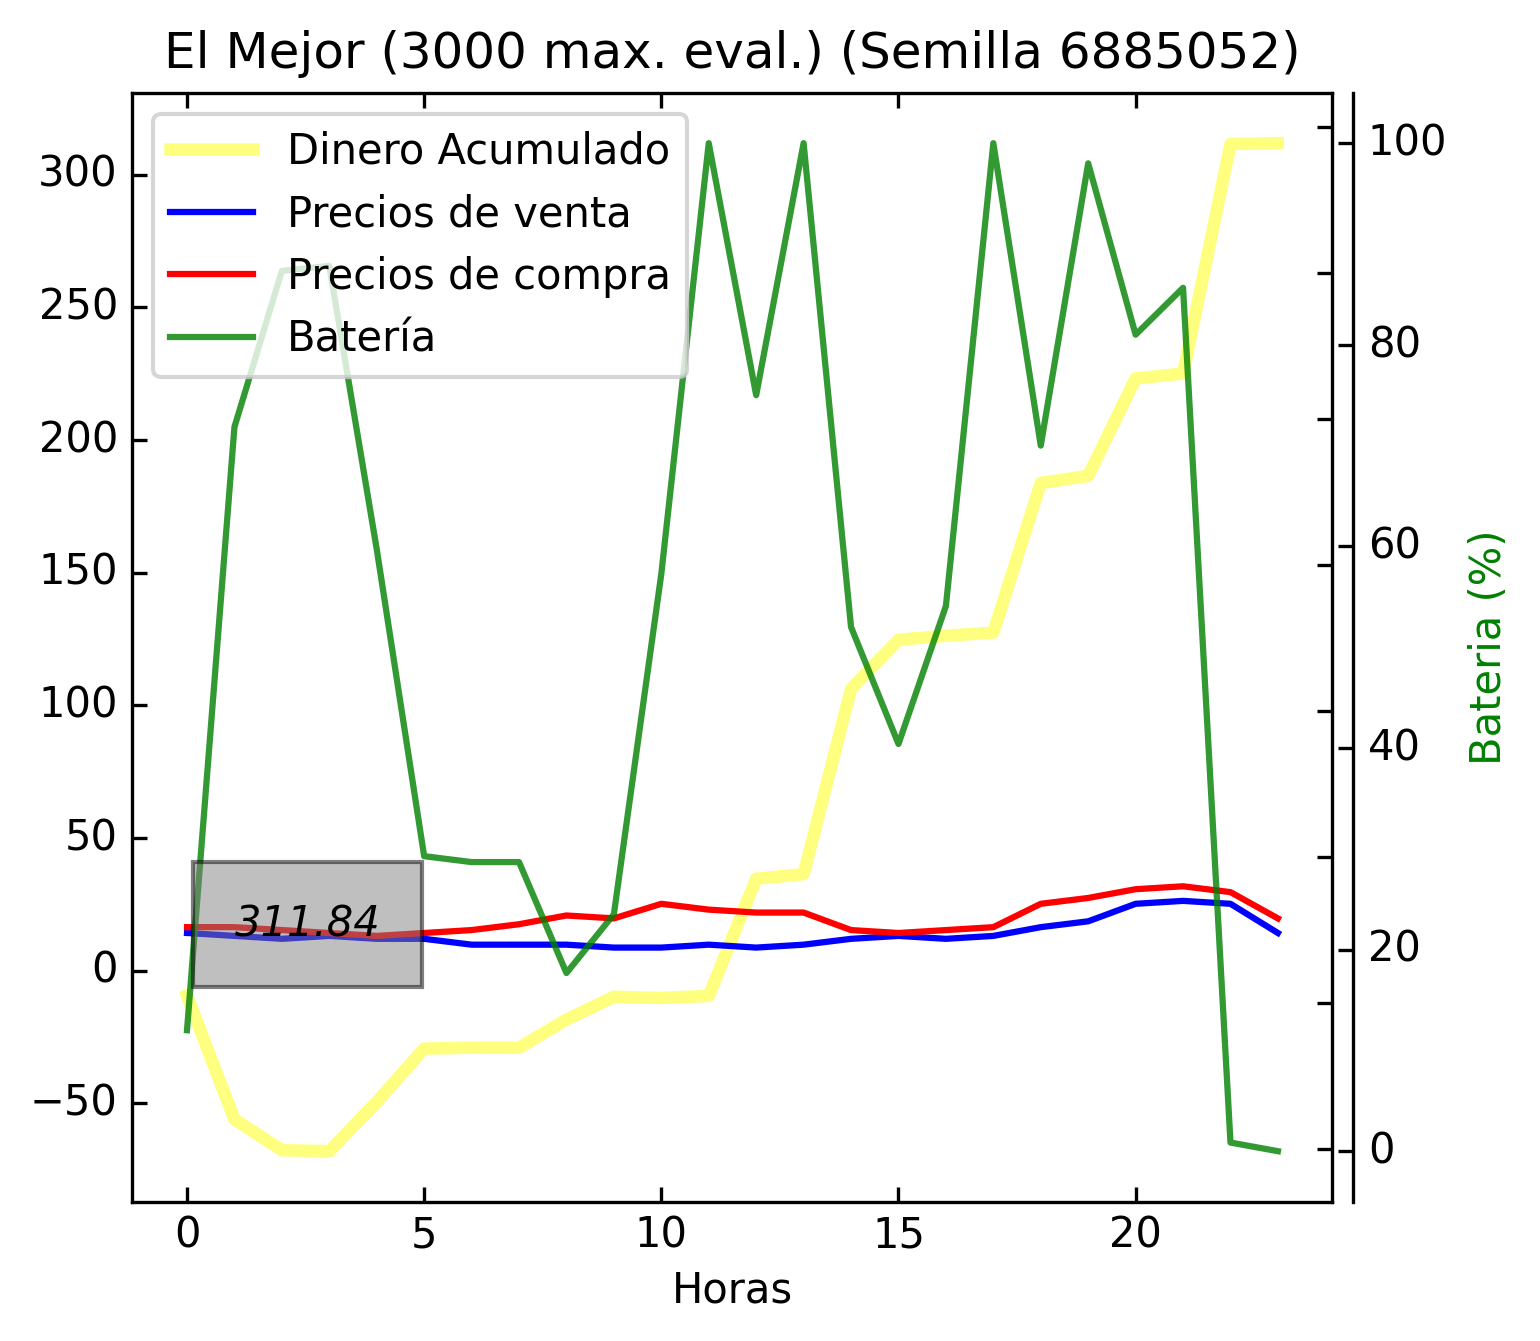 El Mejor (3000 max. eval.) (Semilla 6885052)
Dinero Acumulado
Precios de venta
Precios de compra
Batería
300
250
200
150
100
50
0
−50
311.84
100
80
60
40
20
0
Bateria (%)
0 5 10 15 20
Horas